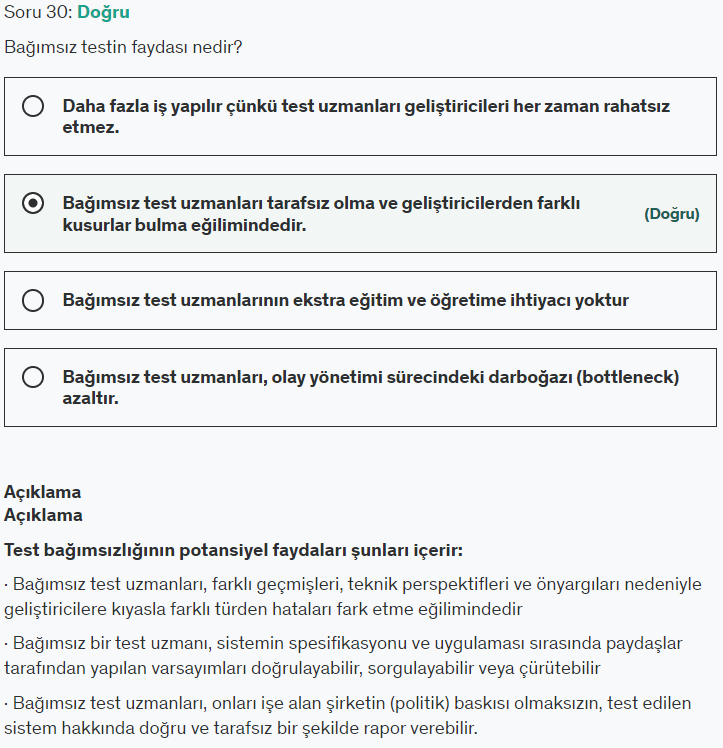 Soru 30: Doğru
Bağımsız testin faydası nedir?
Daha fazla iş yapılır çünkü test uzmanları geliştiricileri her zaman rahatsız
etmez.
Bağımsız test uzmanları tarafsız olma ve geliştiricilerden farklı
kusurlar bulma eğilimindedir.
(Doğru)
Bağımsız test uzmanlarının ekstra eğitim ve öğretime ihtiyacı yoktur
Bağımsız test uzmanları, olay yönetimi sürecindeki darboğazı (bottleneck)
azaltır.
Açıklama
Açıklama
Test bağımsızlığının potansiyel faydaları şunları içerir:
· Bağımsız test uzmanları, farklı geçmişleri, teknik perspektifleri ve önyargıları nedeniyle
geliştiricilere kıyasla farklı türden hataları fark etme eğilimindedir
· Bağımsız bir test uzmanı, sistemin spesifikasyonu ve uygulaması sırasında paydaşlar
tarafından yapılan varsayımları doğrulayabilir, sorgulayabilir veya çürütebilir
· Bağımsız test uzmanları, onları işe alan şirketin (politik) baskısı olmaksızın, test edilen
sistem hakkında doğru ve tarafsız bir şekilde rapor verebilir.